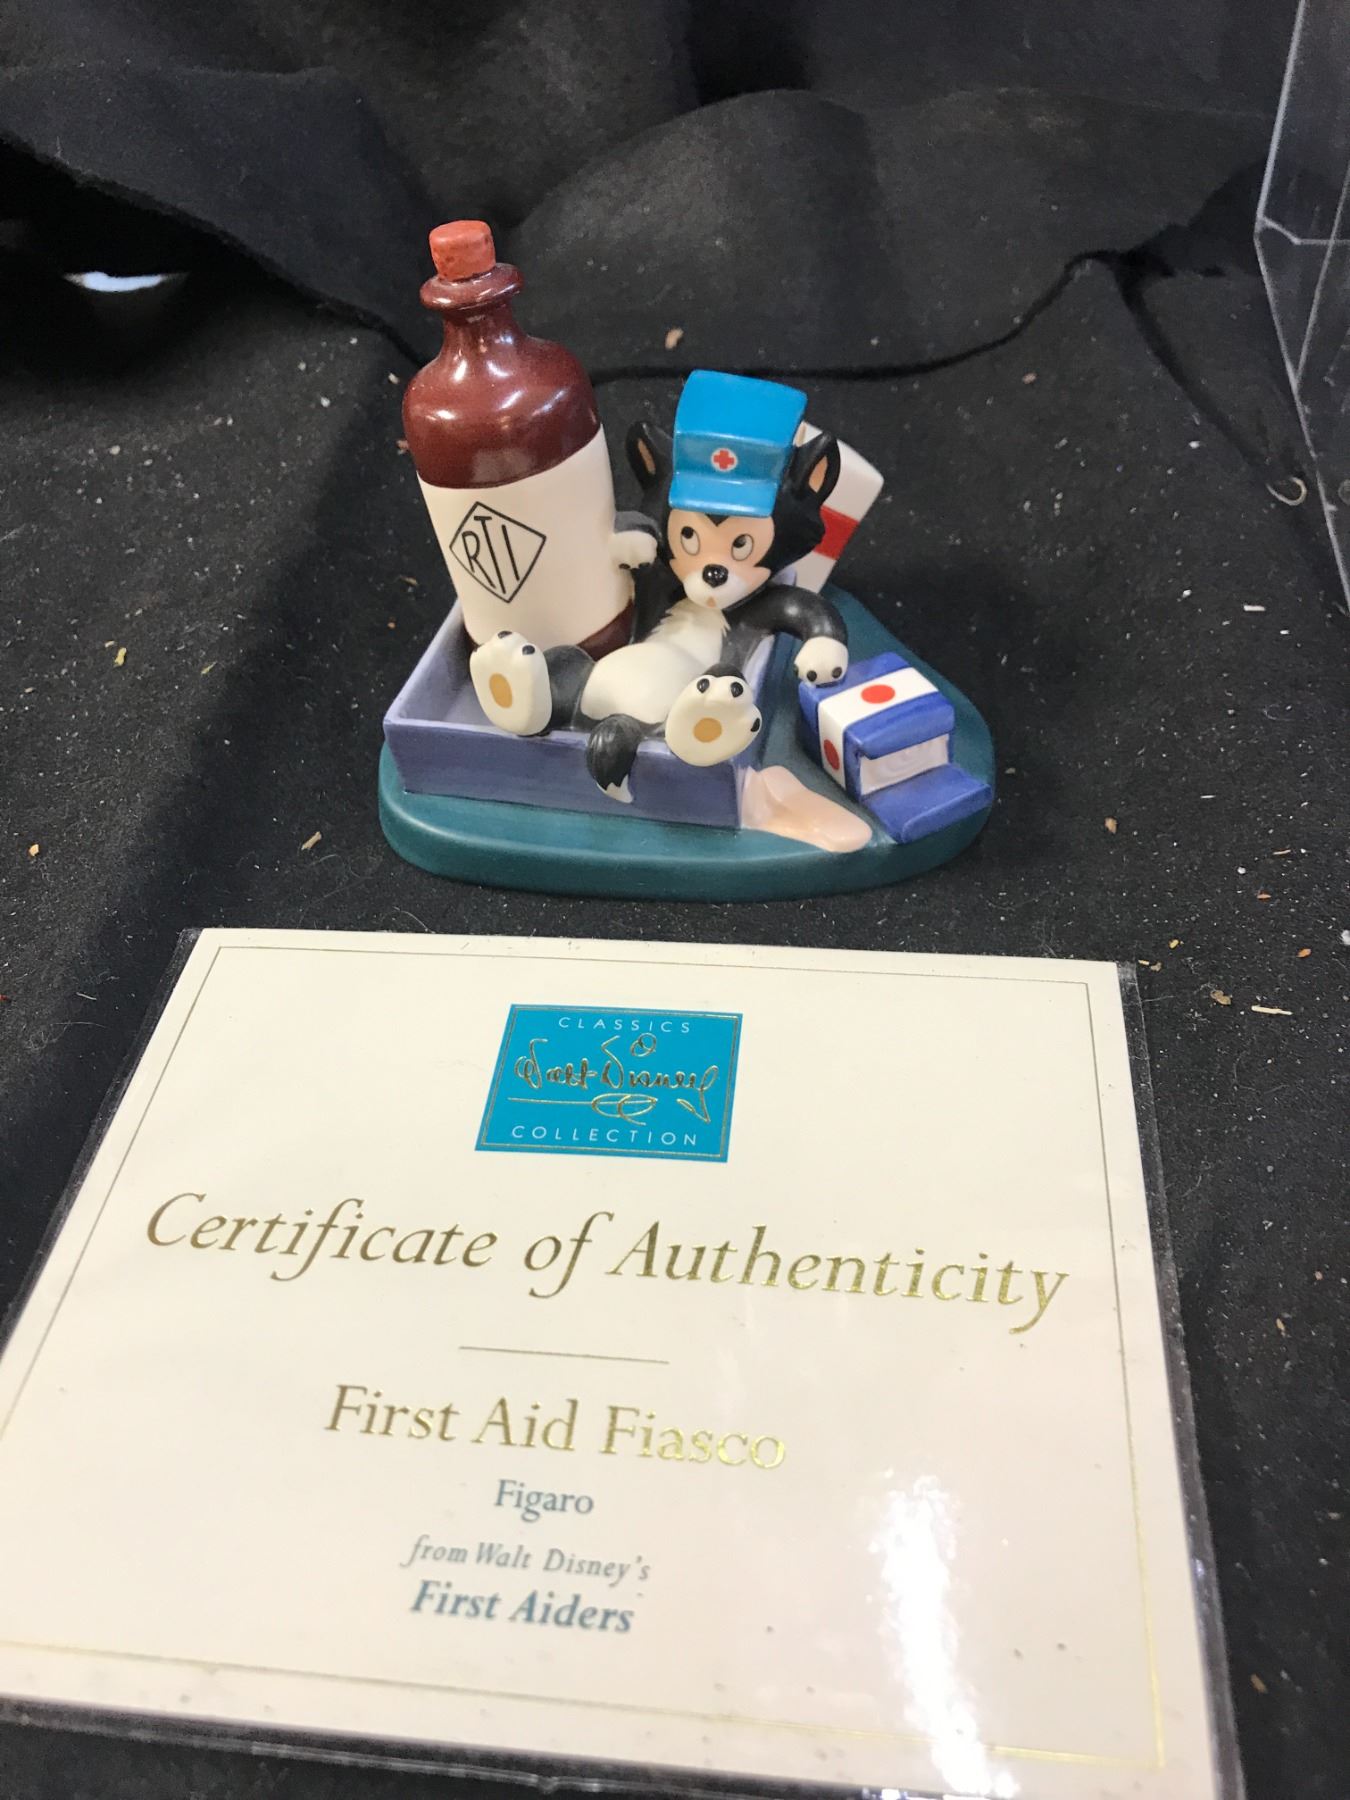 RTI
CLASSICS
Walt Disney
COLLECTION
Certificate of Authenticity
First Aid Fiasco
Figaro
from Walt Disney's
First Aiders